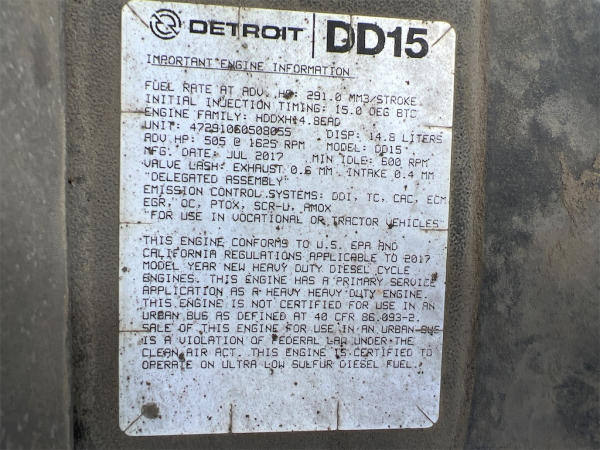 DETROIT DD15
IMPORTANT ENGINE INFORMATION
FUEL RATE AT ADV. HP: 291.0 MM3/STROKE
INITIAL INJECTION TIMING: 15.0 DEG BTC
ENGINE FAMILY: HDDXH14.8EAD
UNIT: 472910S0508055 DISP: 14.8 LITERS
ADV. HP: 505 @ 1625 RPM MODEL: DD15
MFG. DATE: JUL 2017 MIN IDLE: 600 RPM
VALVE LASH: EXHAUST 0.6 MM INTAKE 0.4 MM
"DELEGATED ASSEMBLY"
EMISSION CONTROL SYSTEMS: DDI, TC, CAC, ECM
EGR, OC, PTOX, SCR-U, AMOX
"FOR USE IN VOCATIONAL OR TRACTOR VEHICLES"
THIS ENGINE CONFORMS TO U.S. EPA AND
CALIFORNIA REGULATIONS APPLICABLE TO 2017
MODEL YEAR NEW HEAVY DUTY DIESEL CYCLE
ENGINES. THIS ENGINE HAS A PRIMARY SERVICE
APPLICATION AS A HEAVY HEAVY DUTY ENGINE.
THIS ENGINE IS NOT CERTIFIED FOR USE IN AN
URBAN BUS AS DEFINED AT 40 CFR 86.093-2.
SALE OF THIS ENGINE FOR USE IN AN URBAN BUS
IS A VIOLATION OF FEDERAL LAW UNDER THE
CLEAN AIR ACT. THIS ENGINE IS CERTIFIED TO
OPERATE ON ULTRA LOW SULFUR DIESEL FUEL.